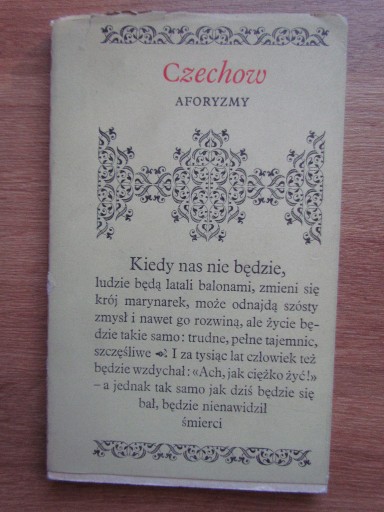 Czechow
AFORYZMY
Kiedy nas nie będzie,
ludzie będą latali balonami, zmieni się
krój marynarek, może odnajdą szósty
zmysł i nawet go rozwiną, ale życie bę-
dzie takie samo: trudne, pełne tajemnic,
szczęśliwe! I za tysiąc lat człowiek też
będzie wzdychał: «Ach, jak ciężko żyć!»
– a jednak tak samo jak dziś będzie się
bał, będzie nienawidził
śmierci